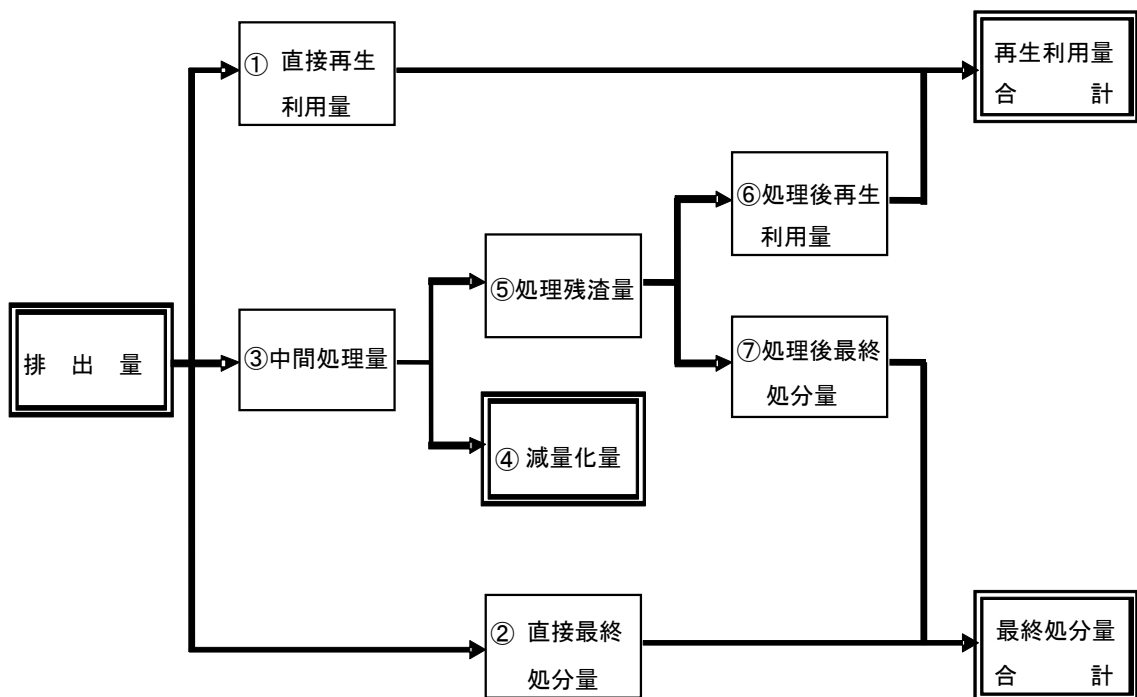 ① 直接再生
利用量
再生利用量
合　　　計
⑥処理後再生
利用量
⑤処理残渣量
排　出　量
③中間処理量
⑦処理後最終
処分量
④ 減量化量
② 直接最終
処分量
最終処分量
合　　　計